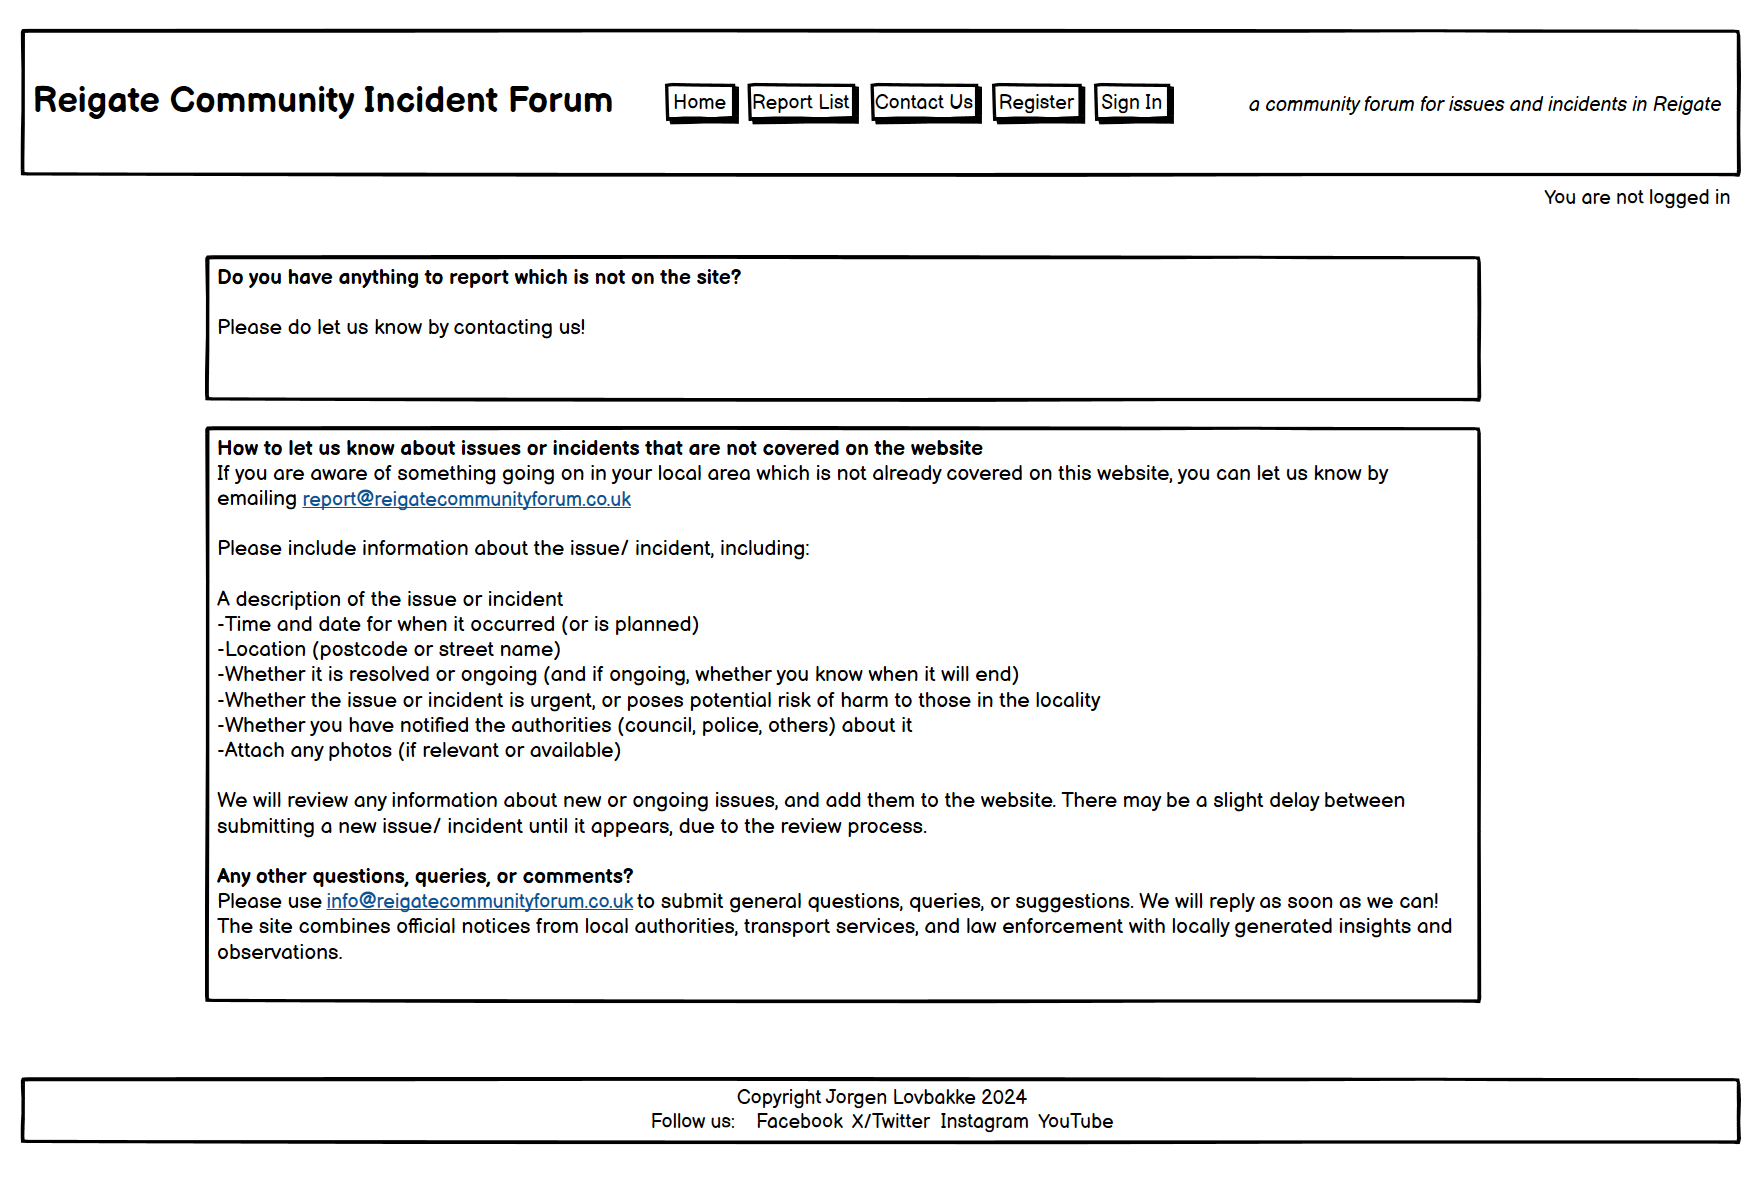 Reigate Community Incident Forum
Home
Report List
Contact Us
Register
Sign In
a community forum for issues and incidents in Reigate
You are not logged in
Do you have anything to report which is not on the site?
Please do let us know by contacting us!
How to let us know about issues or incidents that are not covered on the website
If you are aware of something going on in your local area which is not already covered on this website, you can let us know by
emailing report@reigatecommunityforum.co.uk
Please include information about the issue/ incident, including:
A description of the issue or incident
-Time and date for when it occurred (or is planned)
-Location (postcode or street name)
-Whether it is resolved or ongoing (and if ongoing, whether you know when it will end)
-Whether the issue or incident is urgent, or poses potential risk of harm to those in the locality
-Whether you have notified the authorities (council, police, others) about it
-Attach any photos (if relevant or available)
We will review any information about new or ongoing issues, and add them to the website. There may be a slight delay between
submitting a new issue/ incident until it appears, due to the review process.
Any other questions, queries, or comments?
Please use info@reigatecommunityforum.co.uk to submit general questions, queries, or suggestions. We will reply as soon as we can!
The site combines official notices from local authorities, transport services, and law enforcement with locally generated insights and
observations.
Copyright Jorgen Lovbakke 2024
Follow us: Facebook X/Twitter Instagram YouTube